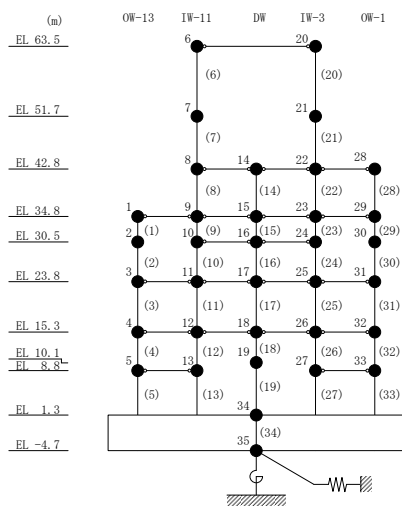 (m) OW-13 IW-11 DW IW-3 OW-1
EL 63.5 6 20
(6) (20)
EL 51.7 7 21
(7) (21)
EL 42.8 8 14 22 28
(8) (14) (22) (28)
EL 34.8 1 9 15 23 29
(1) (9) (15) (23) (29)
EL 30.5 2 10 16 24 30
(2) (10) (16) (24) (30)
EL 23.8 3 11 17 25 31
(3) (11) (17) (25) (31)
EL 15.3 4 12 18 26 32
(4) (12) (18) (26) (32)
EL 10.1 19
EL 8.8 5 13 27 33
(5) (13) (19) (27) (33)
EL 1.3 34
(34)
EL -4.7 35